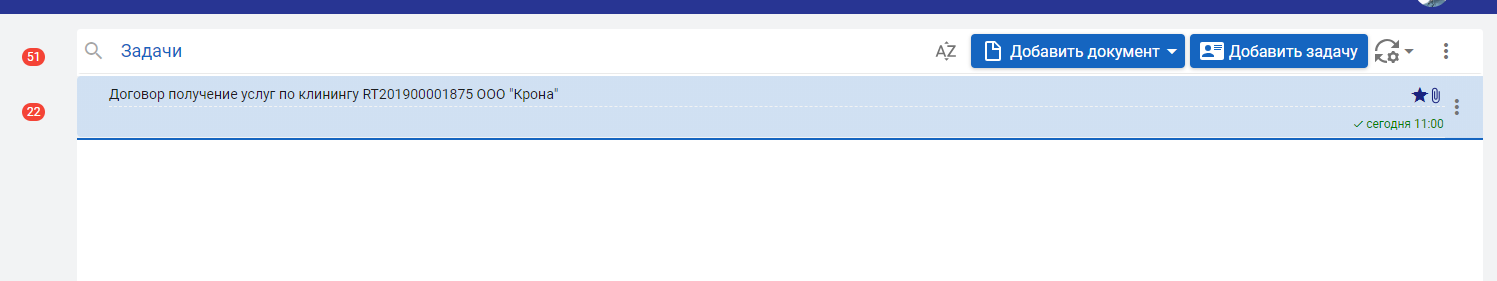 51
Задачи
AZ
Добавить документ
Добавить задачу
22
Договор получение услуг по клинингу RT201900001875 ООО "Крона"
сегодня 11:00